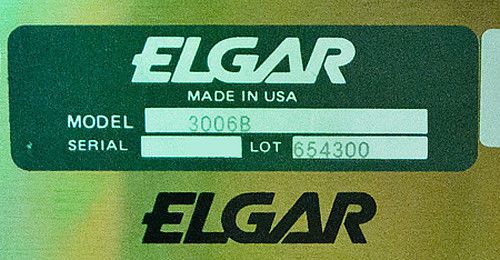 ELGAR
MADE IN USA
MODEL 3006B
SERIAL LOT 654300
ELGAR